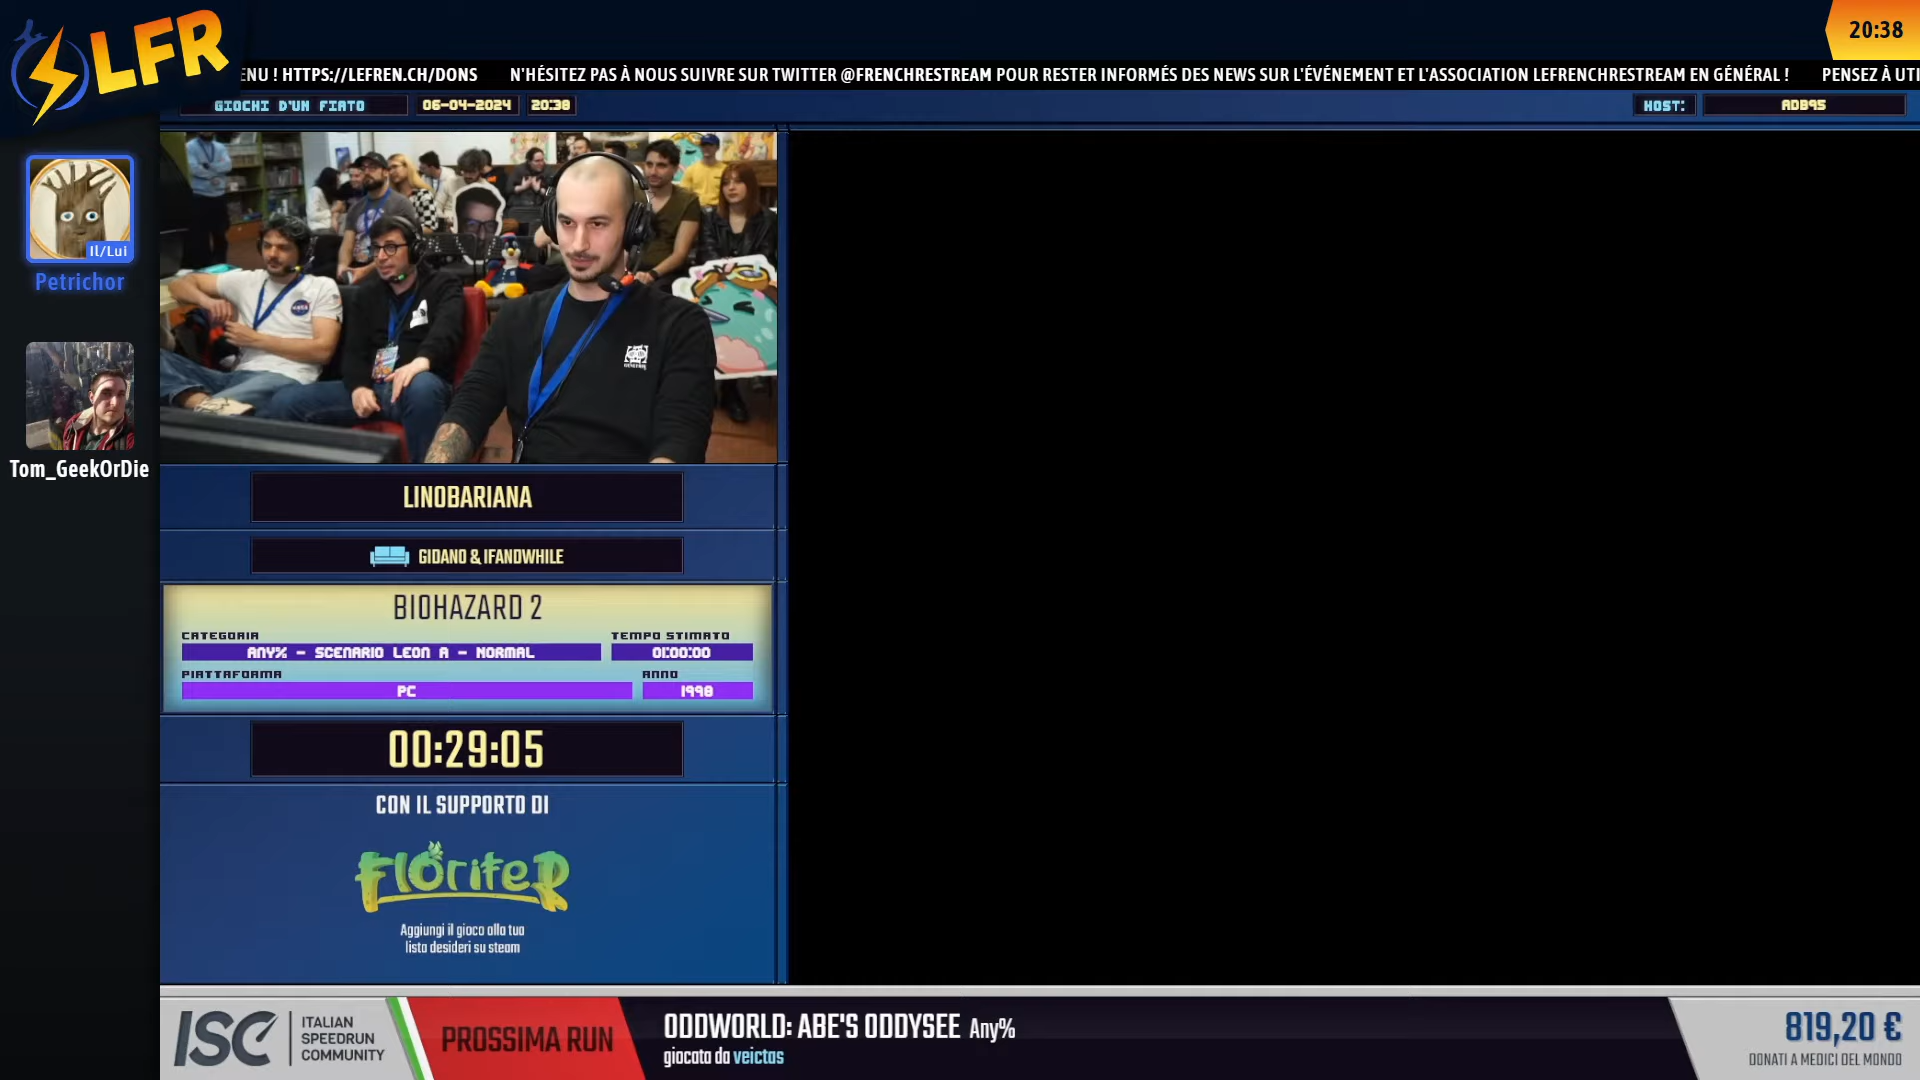 LFR
20:38
ENU ! HTTPS://LEFREN.CH/DONS N'HÉSITEZ PAS À NOUS SUIVRE SUR TWITTER @FRENCHRESTREAM POUR RESTER INFORMÉS DES NEWS SUR L'ÉVÉNEMENT ET L'ASSOCIATION LEFRENCHRESTREAM EN GÉNÉRAL ! PENSEZ À UTI
GIOCHI D'UN FIATO 06-04-2024 20:38 HOST: ADB95
Il/Lui
Petrichor
Tom_GeekOrDie
NASA
LINOBARIANA
GIDANO & IFANDWHILE
BIOHAZARD 2
CATEGORIA TEMPO STIMATO
ANY% - SCENARIO LEON A - NORMAL 01:00:00
PIATTAFORMA ANNO
PC 1998
00:29:05
CON IL SUPPORTO DI
FlorifeR
Aggiungi il gioco alla tua
lista desideri su steam
ISC ITALIAN
SPEEDRUN
COMMUNITY
PROSSIMA RUN
ODDWORLD: ABE'S ODDYSEE Any%
giocata da veictas
819,20 €
DONATI A MEDICI DEL MONDO